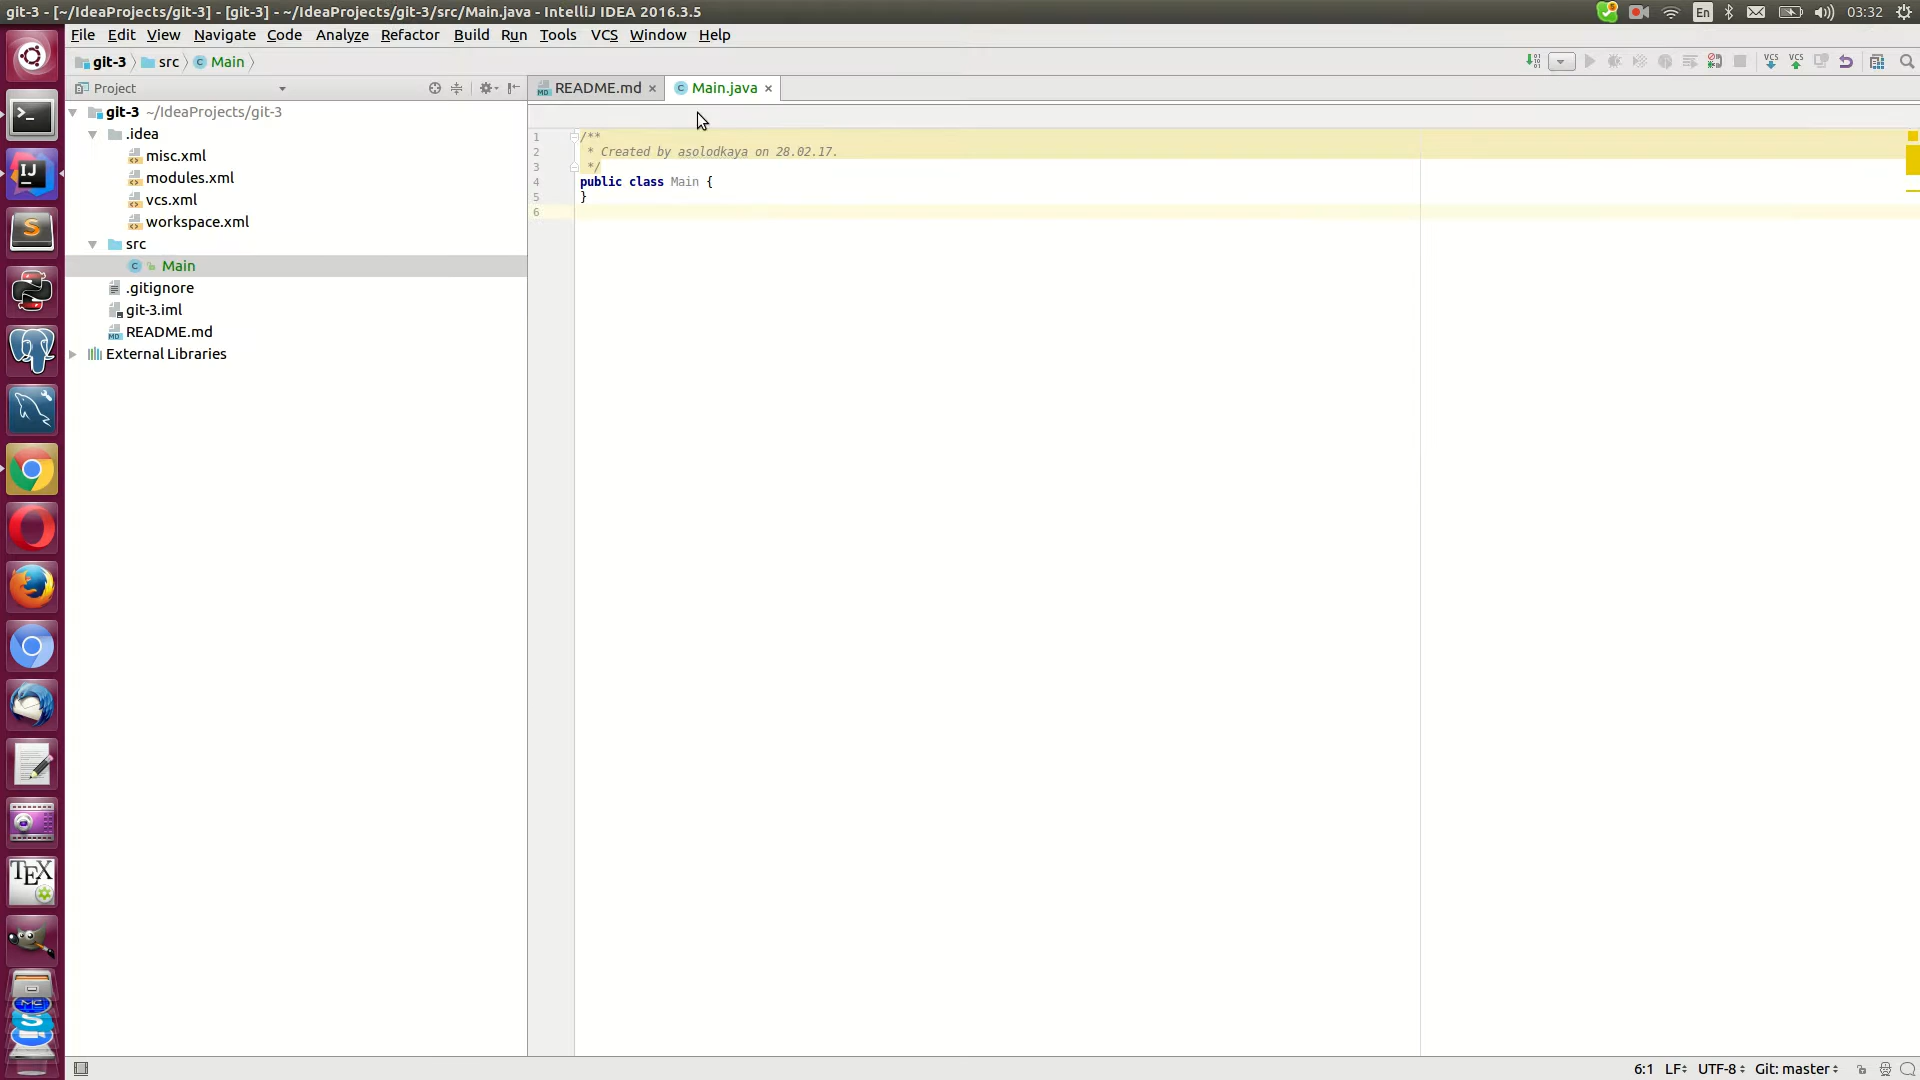 git-3 - [~/IdeaProjects/git-3] - [git-3] - ~/IdeaProjects/git-3/src/Main.java - IntelliJ IDEA 2016.3.5
En
03:32
File Edit View Navigate Code Analyze Refactor Build Run Tools VCS Window Help
git-3 src Main
VCS VCS
Project
README.md
Main.java
git-3 ~/IdeaProjects/git-3
.idea
misc.xml
modules.xml
vcs.xml
workspace.xml
src
Main
.gitignore
git-3.iml
README.md
External Libraries
1 /**
2 * Created by asolodkaya on 28.02.17.
3 */
4 public class Main {
5 }
6
IJ
S
TEX
S
6:1 LF UTF-8 Git: master